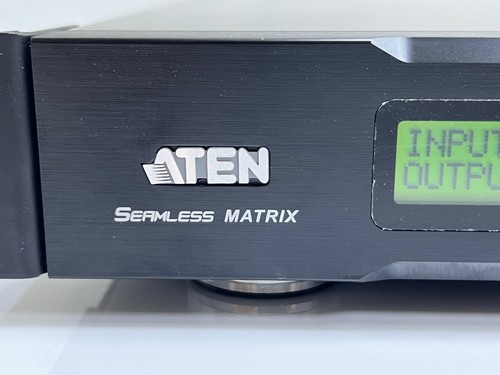 ATEN
SEAMLESS MATRIX
INPUT
OUTPU